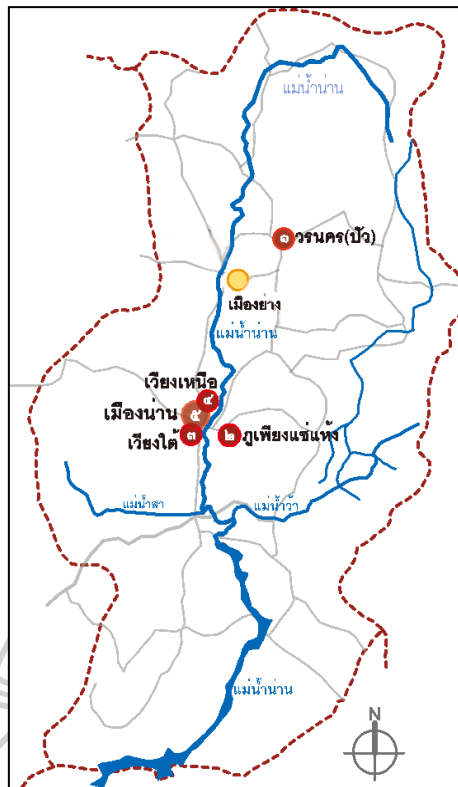 แม่น้ำน่าน
๑ วรนคร(ปัว)
เมืองย่าง
แม่น้ำน่าน
เวียงเหนือ ๔
เมืองน่าน ๕
เวียงใต้ ๓
๒ ภูเพียงแช่แห้ง
แม่น้ำสา
แม่น้ำว้า
แม่น้ำน่าน
N